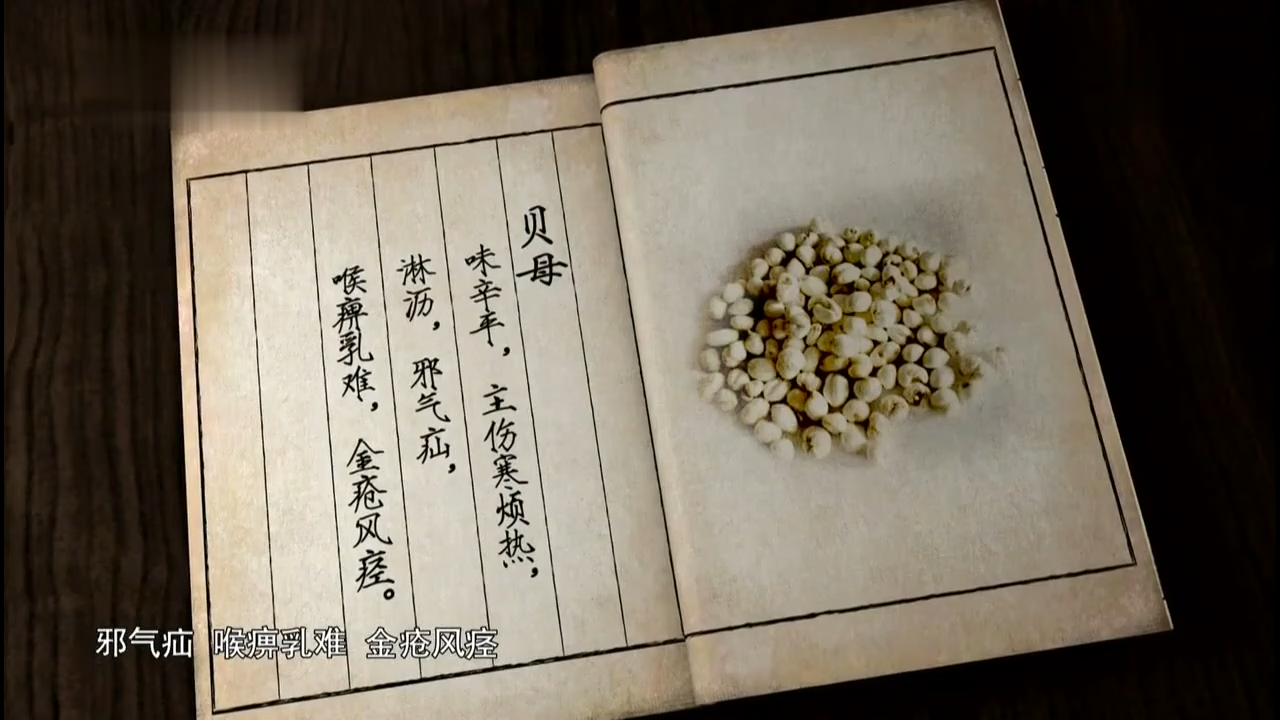 贝母
味辛平，主伤寒烦热，
淋沥，邪气疝，
喉痹乳难，金疮风痉。
邪气疝 喉痹乳难 金疮风痉